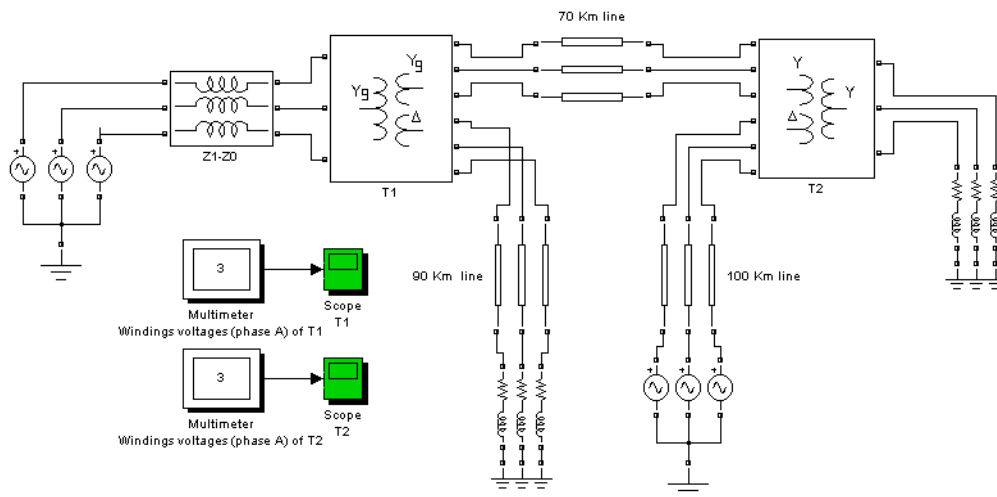 70 Km line
Yg
Yg
Δ
T1
Z1-Z0
Y
Y
Δ
T2
+
+
+
90 Km line
100 Km line
3
Multimeter
Windings voltages (phase A) of T1
Scope
T1
3
Multimeter
Windings voltages (phase A) of T2
Scope
T2
+
+
+